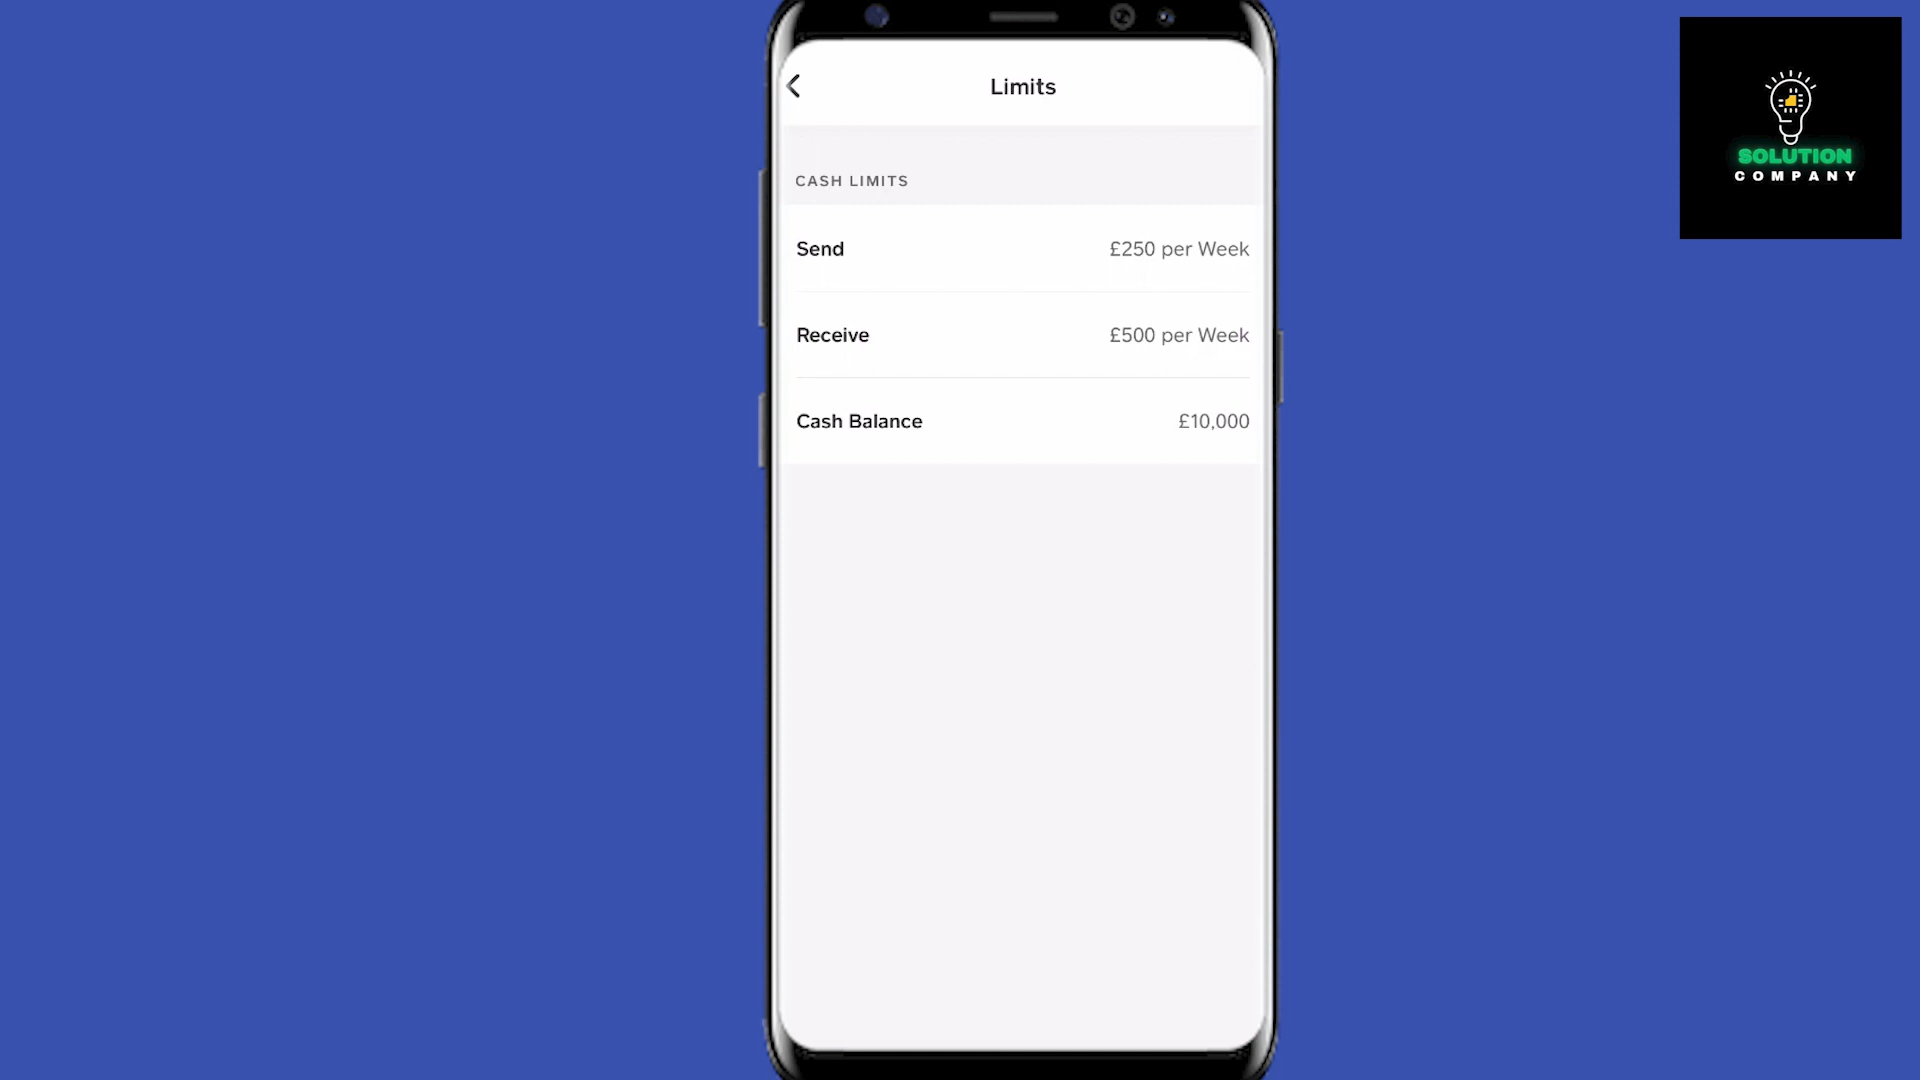 Limits
CASH LIMITS
Send £250 per Week
Receive £500 per Week
Cash Balance £10,000
SOLUTION
COMPANY